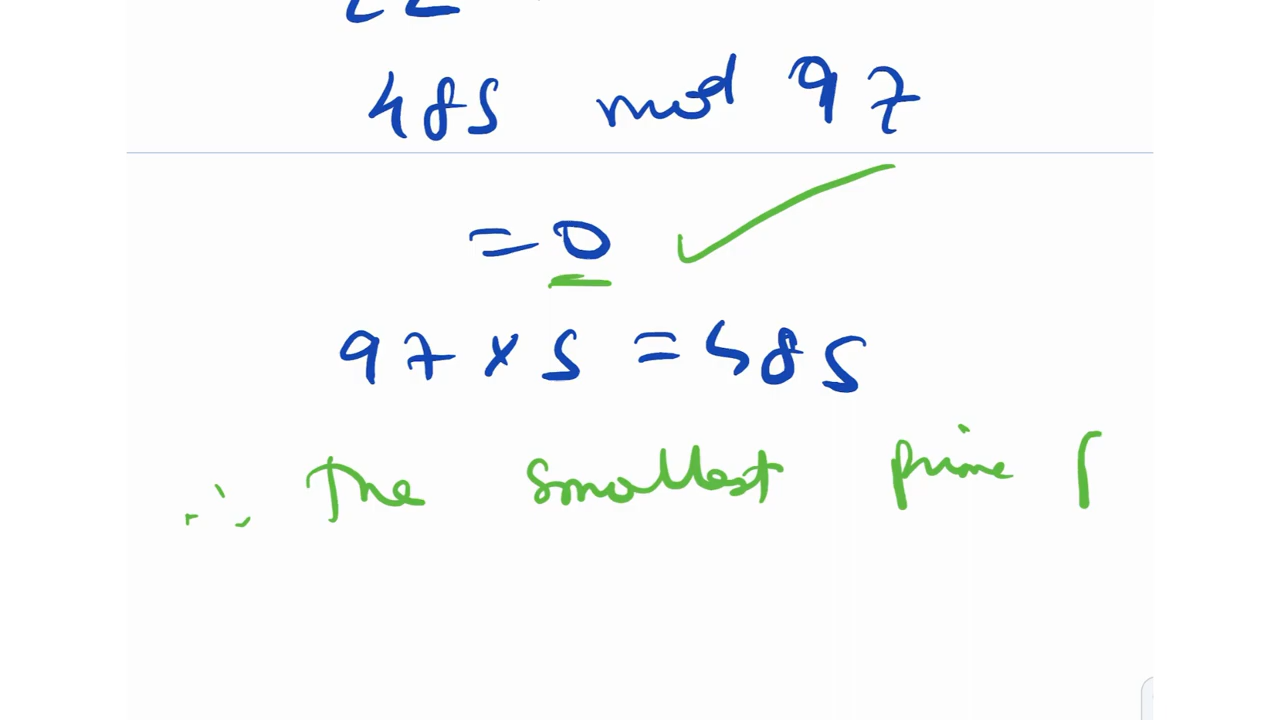 485 mod 97
= 0
97 x 5 = 485
∴ The smallest prime